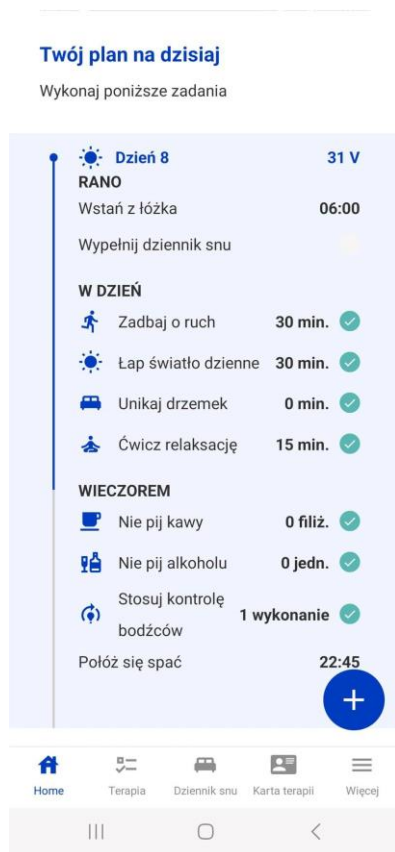 Twój plan na dzisiaj
Wykonaj poniższe zadania
Dzień 8 31 V
RANO
Wstań z łóżka 06:00
Wypełnij dziennik snu
W DZIEŃ
Zadbaj o ruch 30 min.
Łap światło dzienne 30 min.
Unikaj drzemek 0 min.
Ćwicz relaksację 15 min.
WIECZOREM
Nie pij kawy 0 filiż.
Nie pij alkoholu 0 jedn.
Stosuj kontrolę
bodźców 1 wykonanie
Połóż się spać 22:45
Home Terapia Dziennik snu Karta terapii Więcej